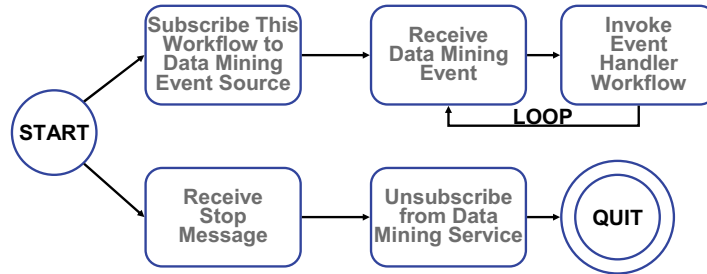 START
Subscribe This
Workflow to
Data Mining
Event Source
Receive
Data Mining
Event
Invoke
Event
Handler
Workflow
LOOP
Receive
Stop
Message
Unsubscribe
from Data
Mining Service
QUIT